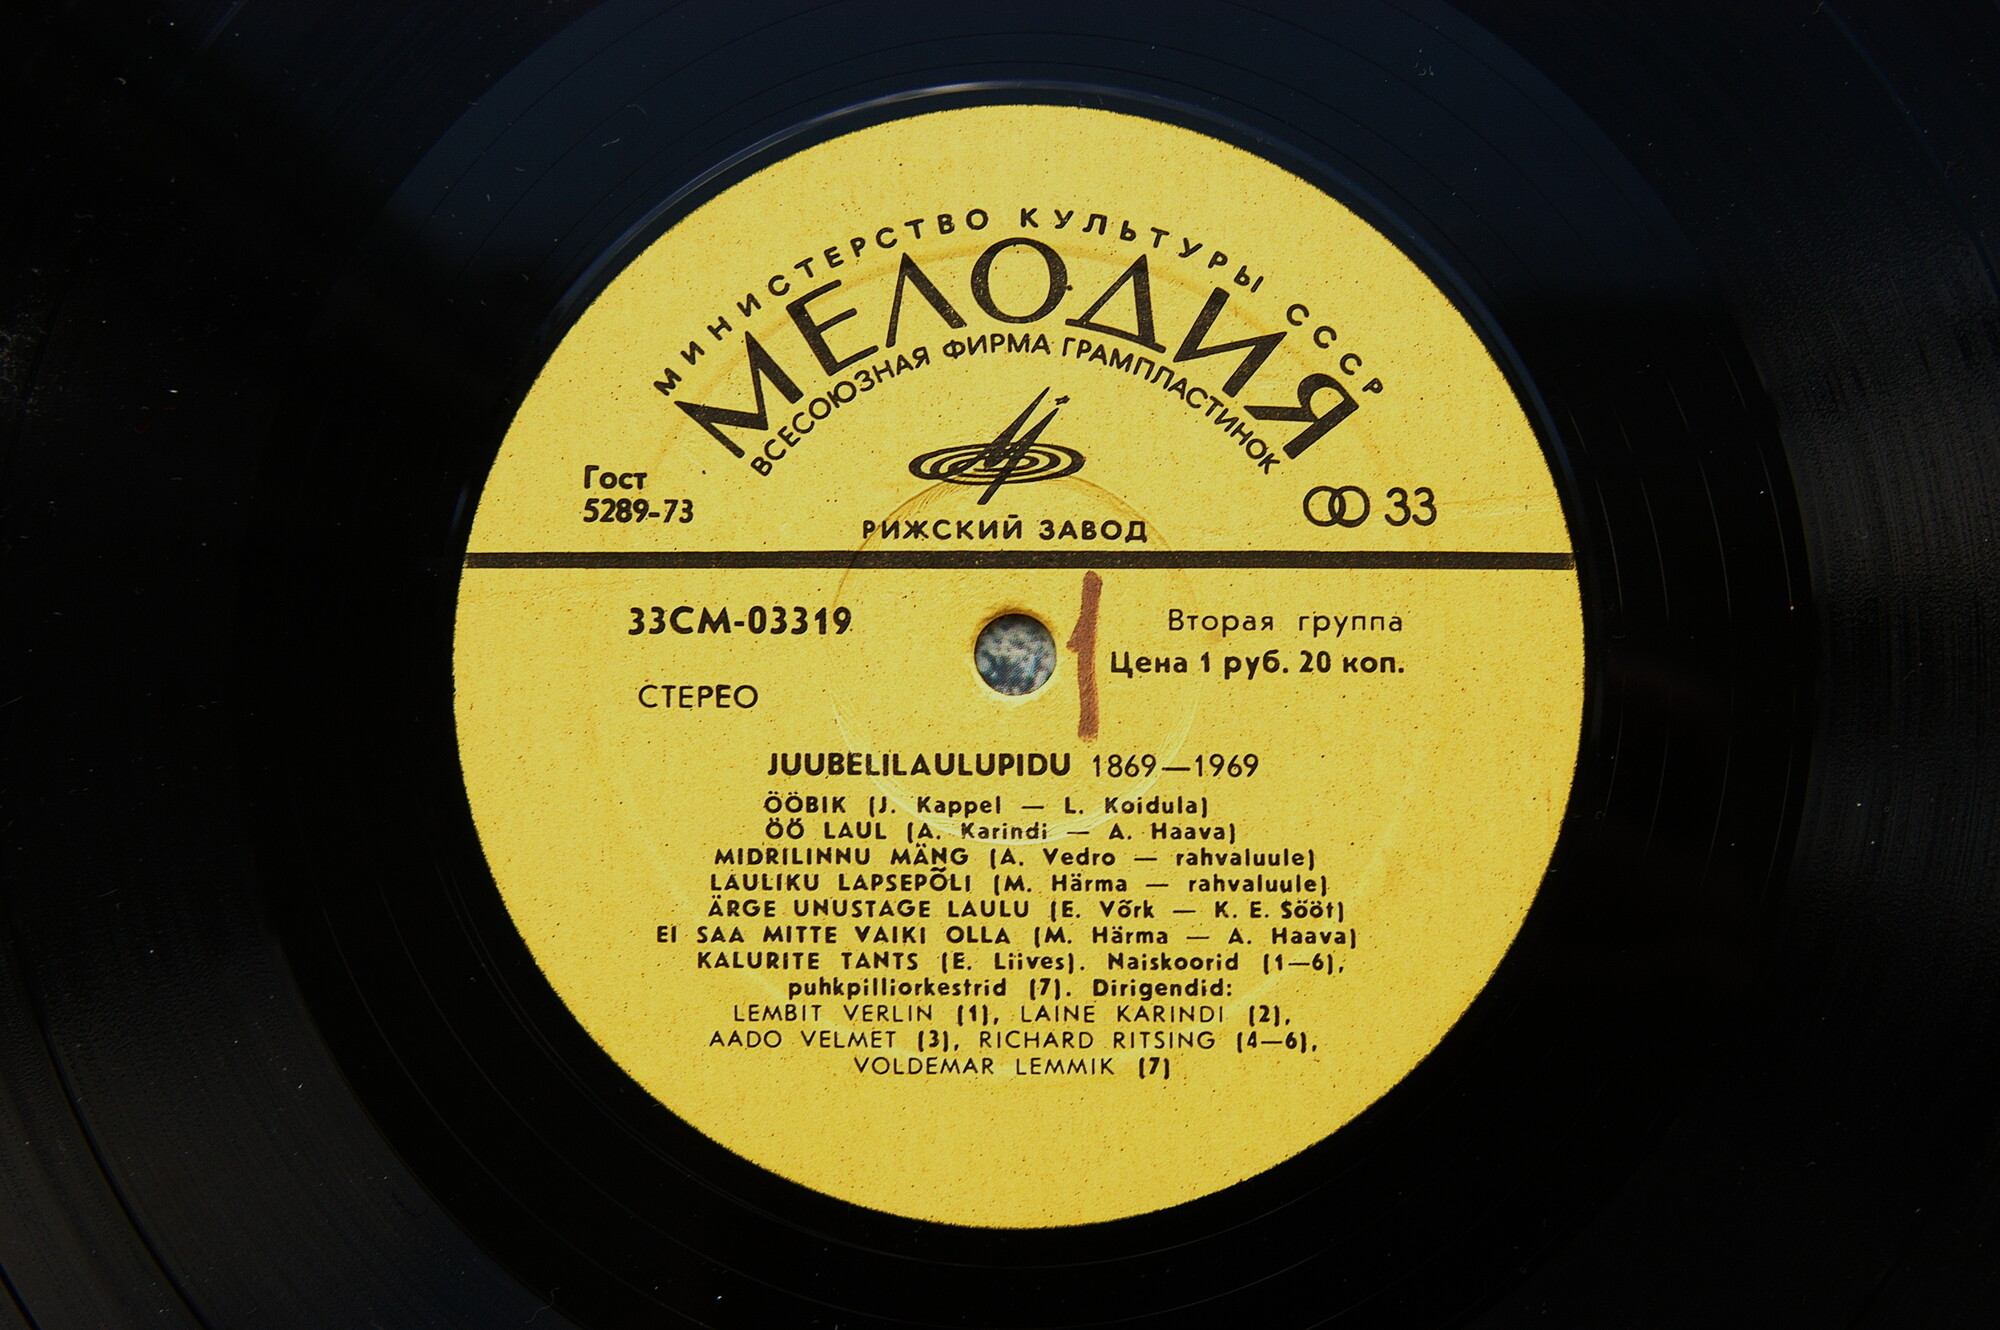 МИНИСТЕРСТВО КУЛЬТУРЫ СССР
МЕЛОДИЯ
ВСЕСОЮЗНАЯ ФИРМА ГРАМПЛАСТИНОК
Гост
5289-73
33
РИЖСКИЙ ЗАВОД
33СМ-03319
1
Вторая группа
Цена 1 руб. 20 коп.
СТЕРЕО
JUUBELILAULUPIDU 1869—1969
ÖÖBIK (J. Kappel — L. Koidula)
ÖÖ LAUL (A. Karindi — A. Haava)
MIDRILINNU MÄNG (A. Vedro — rahvaluule)
LAULIKU LAPSEPÕLI (M. Härma — rahvaluule)
ÄRGE UNUSTAGE LAULU (E. Võrk — K. E. Sööt)
EI SAA MITTE VAIKI OLLA (M. Härma — A. Haava)
KALURITE TANTS (E. Liives). Naiskoorid (1—6),
puhkpilliorkestrid (7). Dirigendid:
LEMBIT VERLIN (1), LAINE KARINDI (2),
AADO VELMET (3), RICHARD RITSING (4—6),
VOLDEMAR LEMMIK (7)